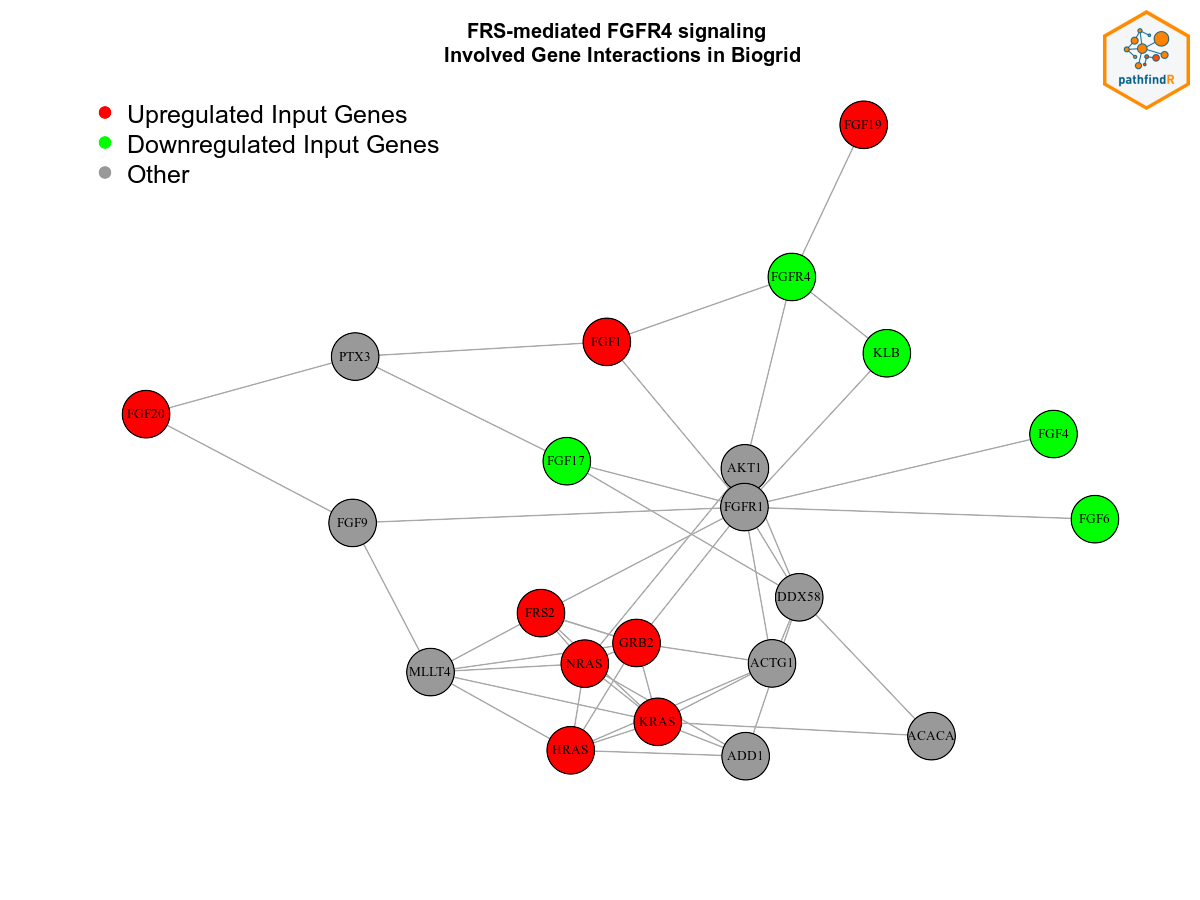 FRS-mediated FGFR4 signaling
Involved Gene Interactions in Biogrid
pathfindR
Upregulated Input Genes
Downregulated Input Genes
Other
FGF19
FGFR4
FGF1
KLB
PTX3
FGF20
FGF4
FGF17
AKT1
FGFR1
FGF6
FGF9
DDX58
FRS2
GRB2
NRAS
ACTG1
MLLT4
KRAS
ACACA
HRAS
ADD1